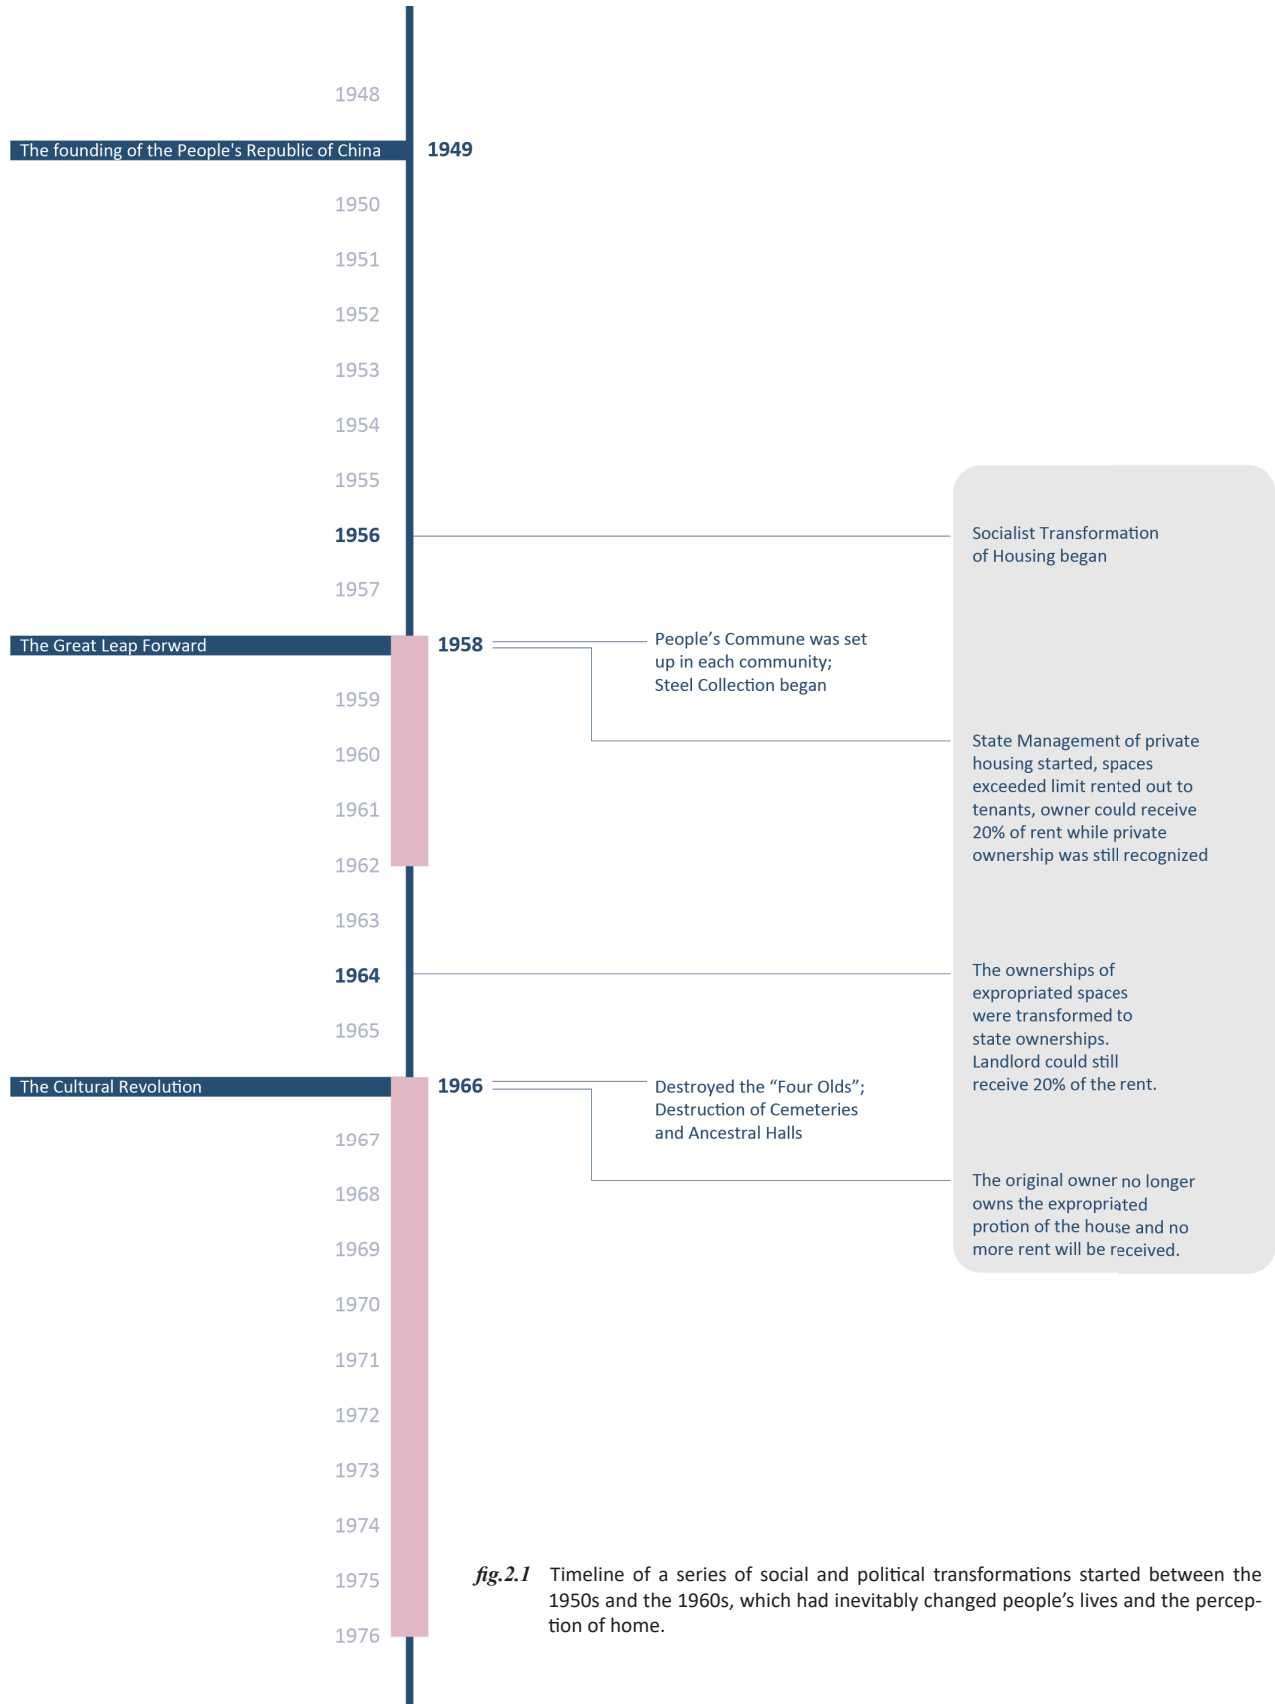 1948
The founding of the People's Republic of China
1949
1950
1951
1952
1953
1954
1955
1956
Socialist Transformation
of Housing began
1957
The Great Leap Forward
1958
People’s Commune was set
up in each community;
Steel Collection began
1959
1960
1961
1962
State Management of private
housing started, spaces
exceeded limit rented out to
tenants, owner could receive
20% of rent while private
ownership was still recognized
1963
1964
The ownerships of
expropriated spaces
were transformed to
state ownerships.
Landlord could still
receive 20% of the rent.
1965
The Cultural Revolution
1966
Destroyed the “Four Olds”;
Destruction of Cemeteries
and Ancestral Halls
1967
1968
The original owner no longer
owns the expropriated
protion of the house and no
more rent will be received.
1969
1970
1971
1972
1973
1974
1975
1976
fig.2.1 Timeline of a series of social and political transformations started between the
1950s and the 1960s, which had inevitably changed people’s lives and the percep-
tion of home.